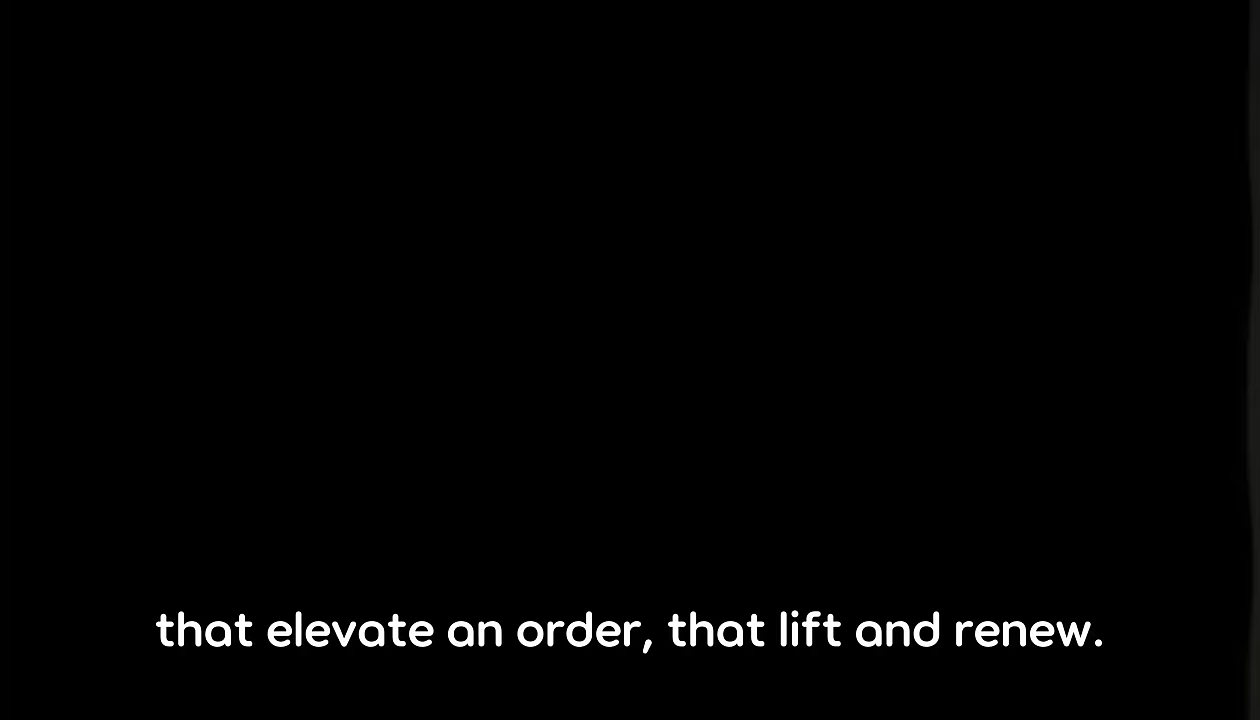 that elevate an order, that lift and renew.